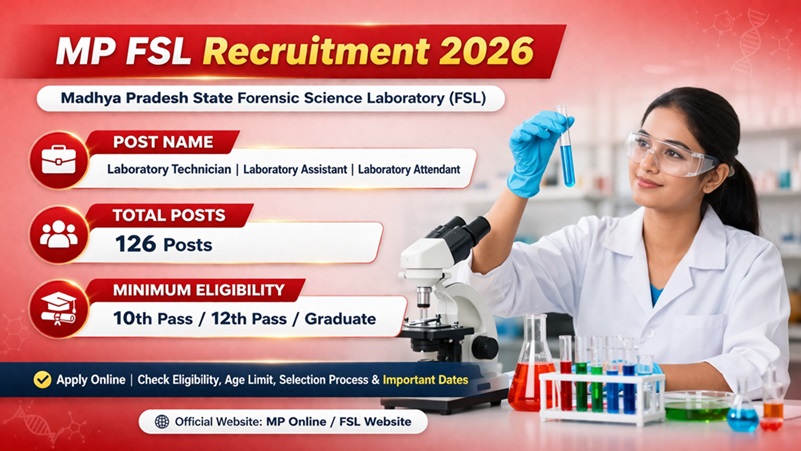 MP FSL Recruitment 2026
Madhya Pradesh State Forensic Science Laboratory (FSL)
POST NAME
Laboratory Technician | Laboratory Assistant | Laboratory Attendant
TOTAL POSTS
126 Posts
MINIMUM ELIGIBILITY
10th Pass / 12th Pass / Graduate
Apply Online | Check Eligibility, Age Limit, Selection Process & Important Dates
Official Website: MP Online / FSL Website